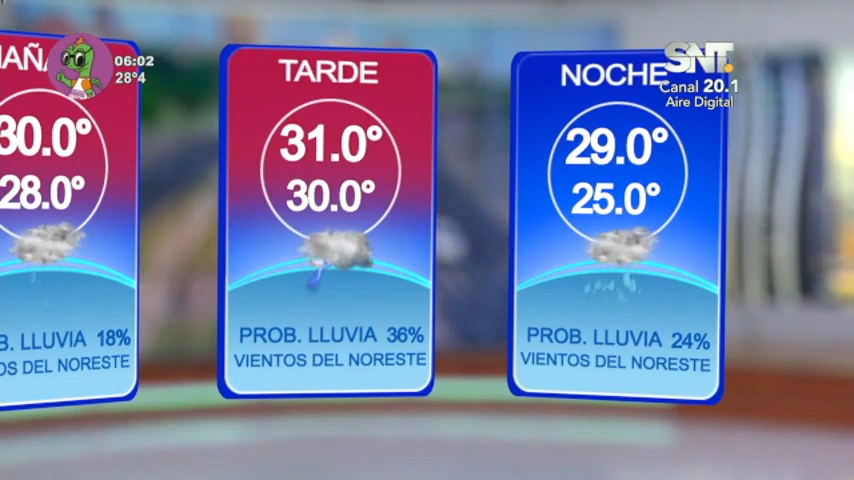 06:02
28°4
SNT.
Canal 20.1
Aire Digital
30.0°
28.0°
LLUVIA 18%
DEL NORESTE
TARDE
31.0°
30.0°
PROB. LLUVIA 36%
VIENTOS DEL NORESTE
NOCHE
29.0°
25.0°
PROB. LLUVIA 24%
VIENTOS DEL NORESTE